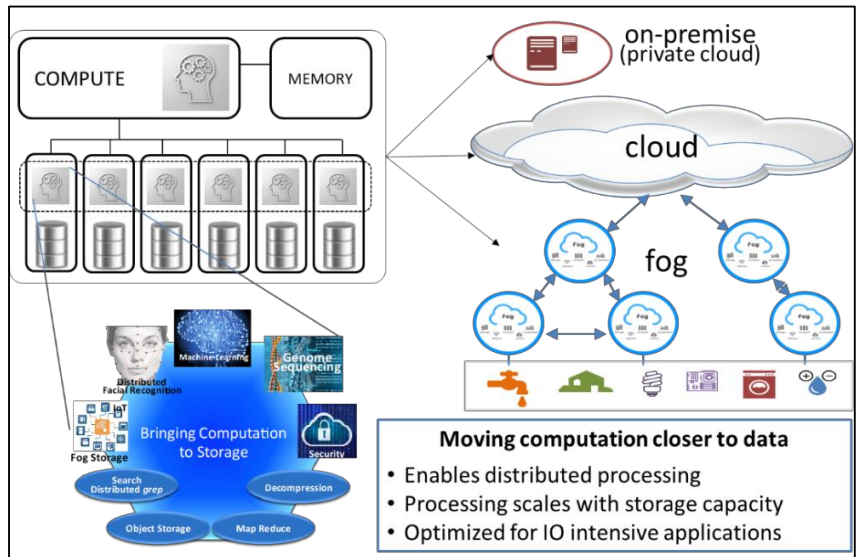 COMPUTE
MEMORY
on-premise
(private cloud)
cloud
fog
Fog
Fog
Fog
Fog
Fog
Machine Learning
Genome
Sequencing
Distributed
Facial Recognition
IoT
Fog Storage
Security
Bringing Computation
to Storage
Search
Distributed grep
Decompression
Object Storage
Map Reduce
Moving computation closer to data
• Enables distributed processing
• Processing scales with storage capacity
• Optimized for IO intensive applications